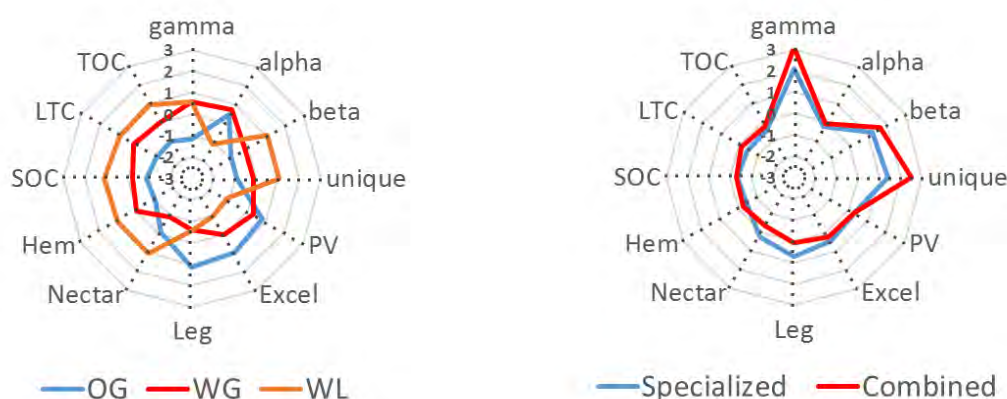 gamma
3
2
1
0
-1
-2
-3
alpha
beta
unique
PV
Excel
Leg
Nectar
Hem
SOC
LTC
TOC
OG WG WL
gamma
3
2
1
0
-1
-2
-3
alpha
beta
unique
PV
Excel
Leg
Nectar
Hem
SOC
LTC
TOC
Specialized Combined